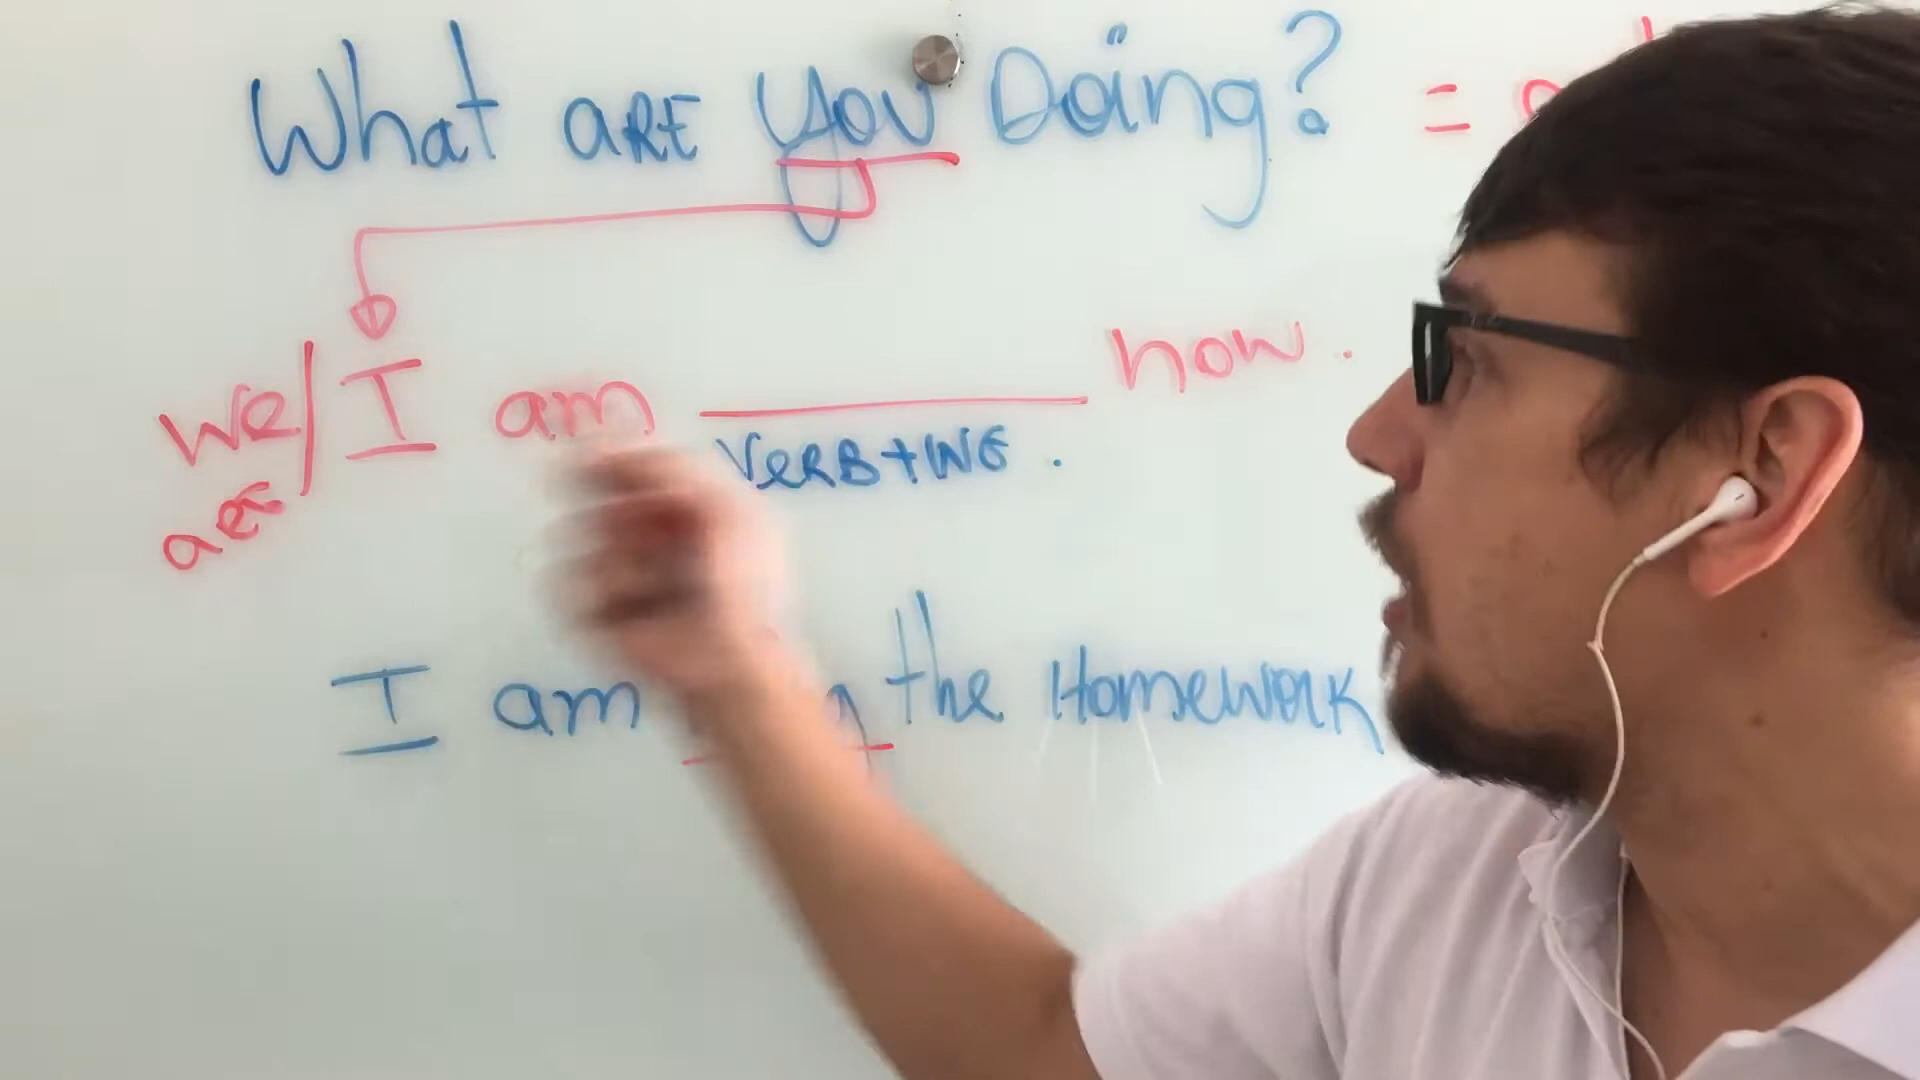 What are you Doing? =
we/ I am ________ now.
are verb + ING.
I am the Homework